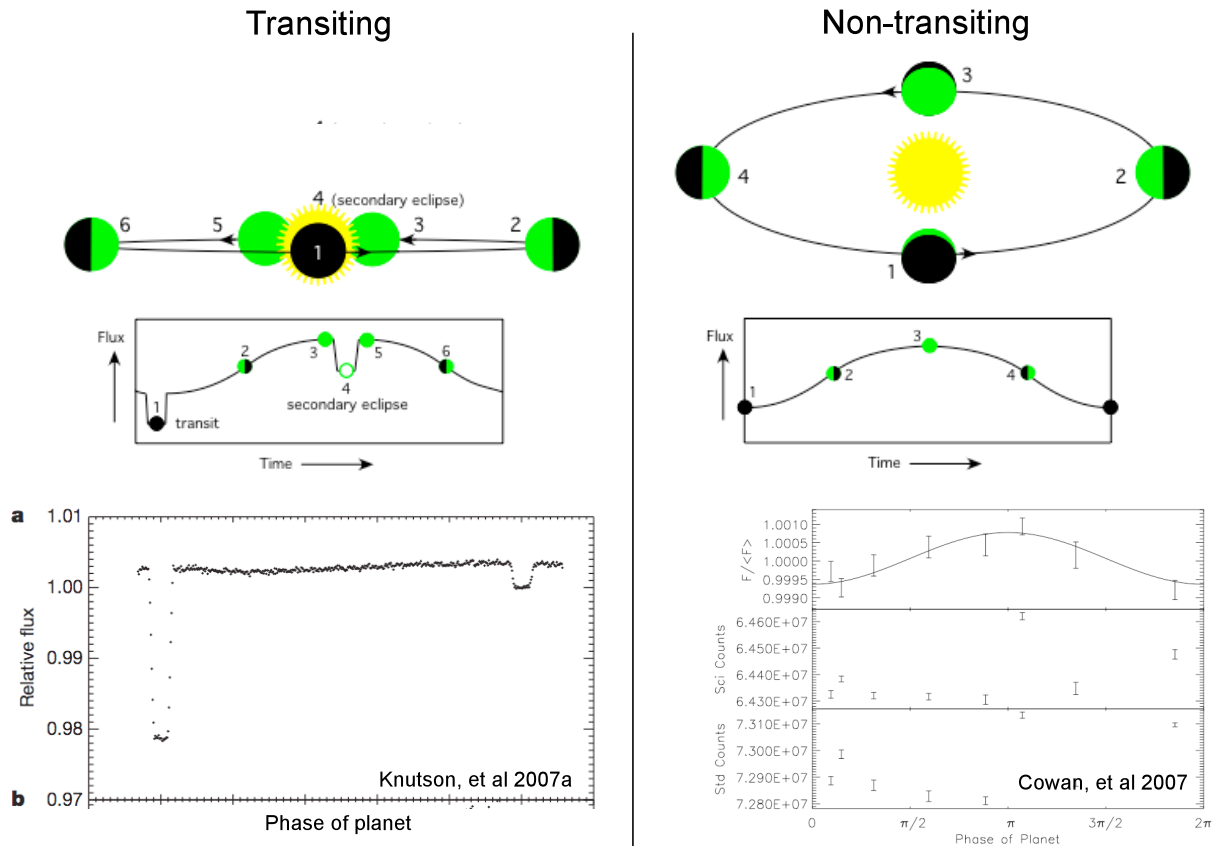 Transiting
4 (secondary eclipse)
6
5
3
2
1
Flux
2
3
5
6
4
1
transit
secondary eclipse
Time
a
1.01
1.00
0.99
0.98
0.97
Relative flux
Knutson, et al 2007a
b
Phase of planet
Non-transiting
3
4
2
1
Flux
3
1
2
4
Time
1.0010
1.0005
1.0000
0.9995
0.9990
F/<F>
6.460E+07
6.450E+07
6.440E+07
6.430E+07
Sci Counts
7.310E+07
7.300E+07
7.290E+07
7.280E+07
Std Counts
Cowan, et al 2007
0
π/2
π
3π/2
2π
Phase of Planet